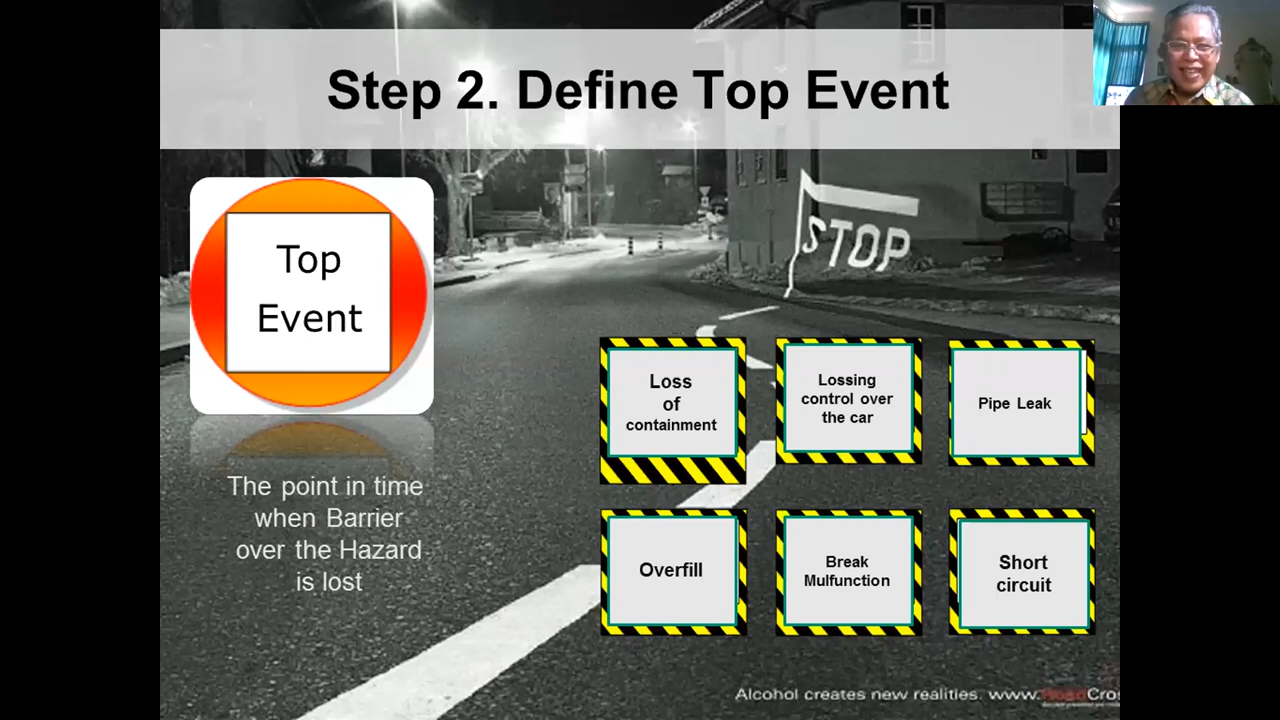 Step 2. Define Top Event
STOP
Top
Event
The point in time
when Barrier
over the Hazard
is lost
Loss
of
containment
Lossing
control over
the car
Pipe Leak
Overfill
Break
Mulfunction
Short
circuit
Alcohol creates new realities. www.RoadCros